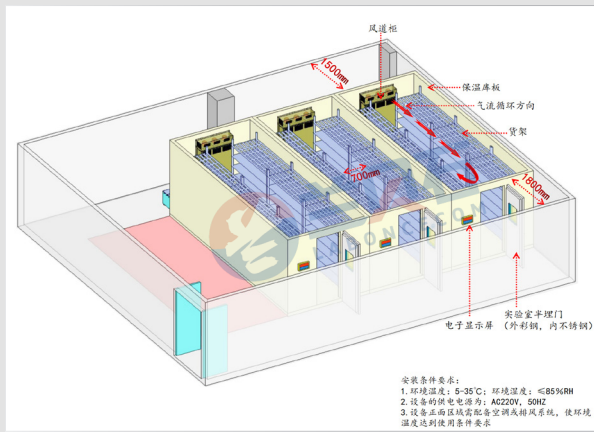 风道柜
1500mm
保温库板
气流循环方向
货架
700mm
1800mm
电子显示屏
实验室半埋门
(外彩钢，内不锈钢)
安装条件要求：
1.环境温度：5-35℃；环境湿度：≤85%RH
2.设备的供电电源为：AC220V，50HZ
3.设备正面区域需配备空调或排风系统，使环境
温度达到使用条件要求